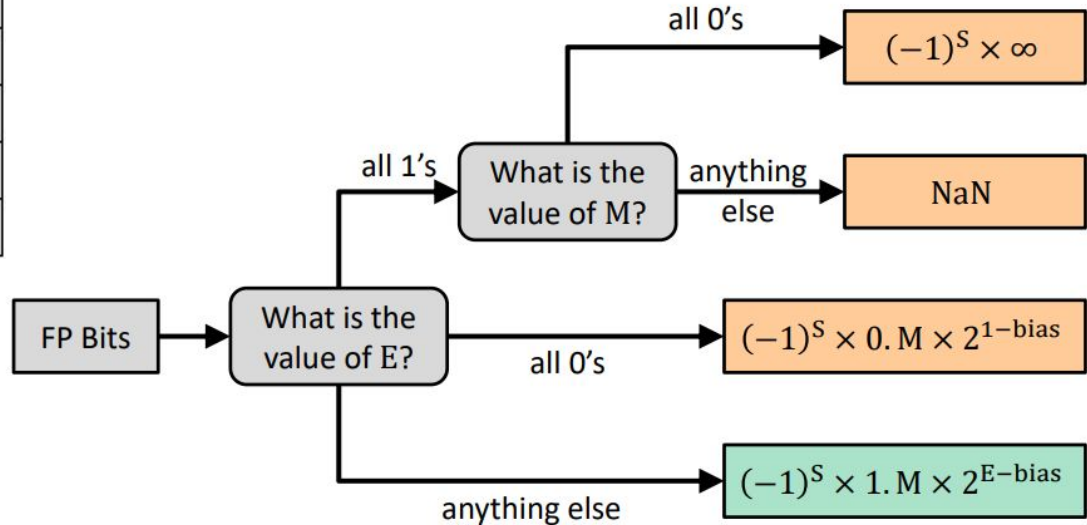 all 0's
(−1)^S × ∞
all 1's
What is the
value of M?
anything
else
NaN
FP Bits
What is the
value of E?
all 0's
(−1)^S × 0. M × 2^{1−bias}
anything else
(−1)^S × 1. M × 2^{E−bias}